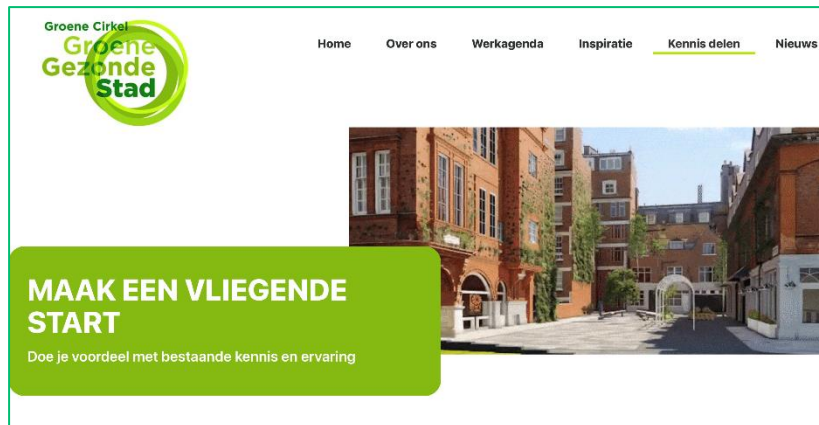 Groene Cirkel
Groene
Gezonde
Stad
Home Over ons Werkagenda Inspiratie Kennis delen Nieuws
MAAK EEN VLIEGENDE
START
Doe je voordeel met bestaande kennis en ervaring